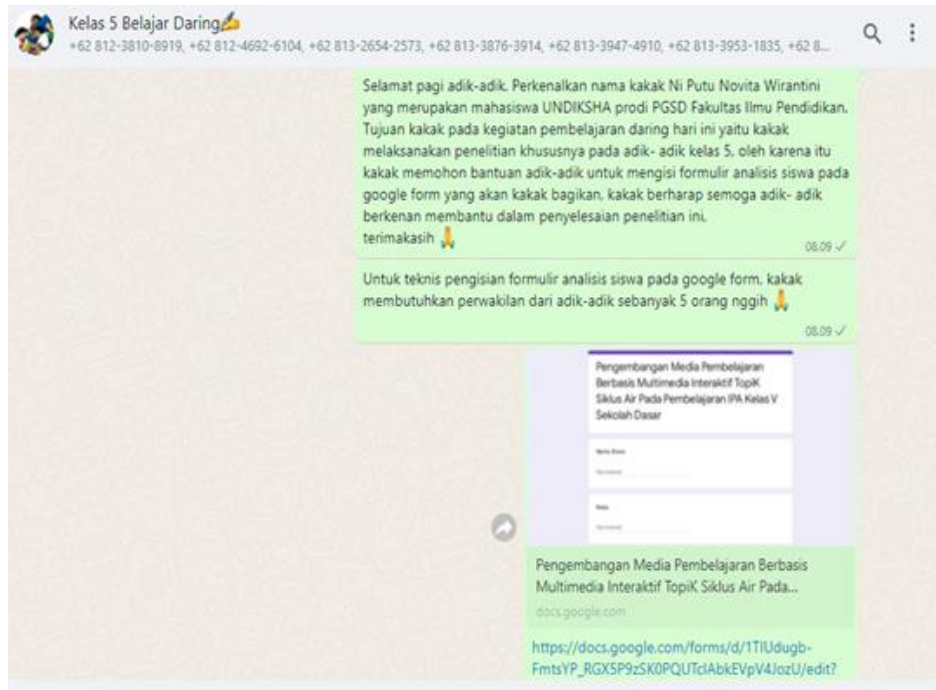 Kelas 5 Belajar Daring✍
+62 812-3810-8919, +62 812-4692-6104, +62 813-2654-2573, +62 813-3876-3914, +62 813-3947-4910, +62 813-3953-1835, +62 8...
Selamat pagi adik-adik. Perkenalkan nama kakak Ni Putu Novita Wirantini
yang merupakan mahasiswa UNDIKSHA prodi PGSD Fakultas Ilmu Pendidikan.
Tujuan kakak pada kegiatan pembelajaran daring hari ini yaitu kakak
melaksanakan penelitian khususnya pada adik- adik kelas 5, oleh karena itu
kakak memohon bantuan adik-adik untuk mengisi formulir analisis siswa pada
google form yang akan kakak bagikan, kakak berharap semoga adik- adik
berkenan membantu dalam penyelesaian penelitian ini,
terimakasih 🙏
08.09
Untuk teknis pengisian formulir analisis siswa pada google form, kakak
membutuhkan perwakilan dari adik-adik sebanyak 5 orang nggih 🙏
08.09
Pengembangan Media Pembelajaran
Berbasis Multimedia Interaktif TopiK
Siklus Air Pada Pembelajaran IPA Kelas V
Sekolah Dasar
Nama Siswa
Kelas
Pengembangan Media Pembelajaran Berbasis
Multimedia Interaktif TopiK Siklus Air Pada...
docs.google.com
https://docs.google.com/forms/d/1TIUdugb-
FmtsYP_RGX5P9zSK0PQUTcIAbkEVpV4JozU/edit?